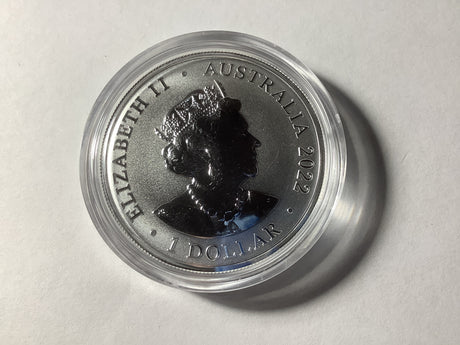 ELIZABETH II · AUSTRALIA 2022 ·
1 DOLLAR ·